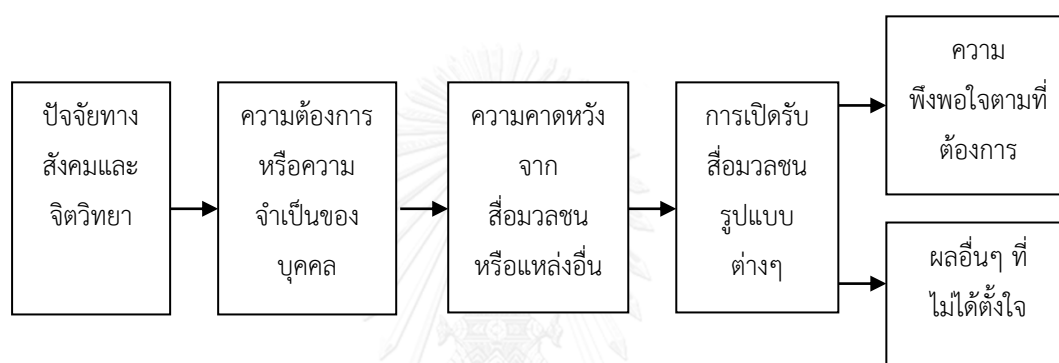 ปัจจัยทาง
สังคมและ
จิตวิทยา
ความต้องการ
หรือความ
จำเป็นของ
บุคคล
ความคาดหวัง
จาก
สื่อมวลชน
หรือแหล่งอื่น
การเปิดรับ
สื่อมวลชน
รูปแบบ
ต่างๆ
ความ
พึงพอใจตามที่
ต้องการ
ผลอื่นๆ ที่
ไม่ได้ตั้งใจ